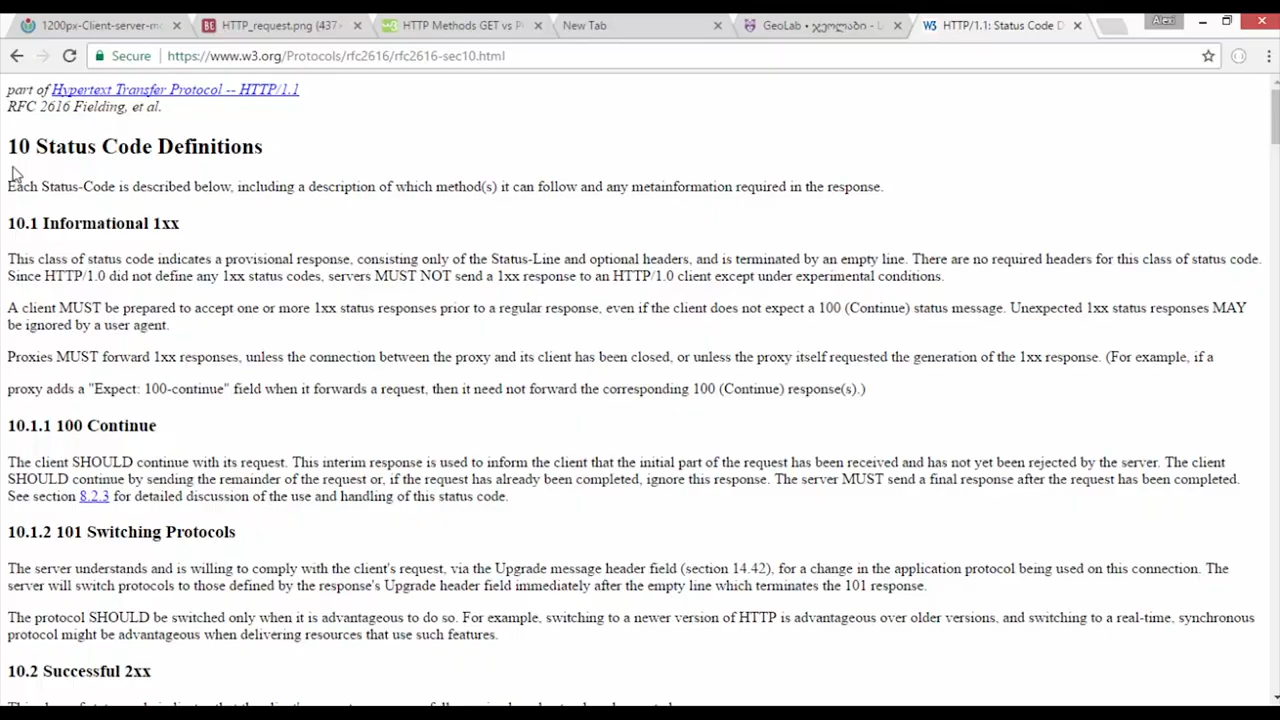 1200px-Client-server-mo
HTTP_request.png (437×
HTTP Methods GET vs P
New Tab
GeoLab • ჯეოლაბი - L
HTTP/1.1: Status Code D
Alexi
Secure
https://www.w3.org/Protocols/rfc2616/rfc2616-sec10.html
part of Hypertext Transfer Protocol -- HTTP/1.1
RFC 2616 Fielding, et al.
10 Status Code Definitions
Each Status-Code is described below, including a description of which method(s) it can follow and any metainformation required in the response.
10.1 Informational 1xx
This class of status code indicates a provisional response, consisting only of the Status-Line and optional headers, and is terminated by an empty line. There are no required headers for this class of status code.
Since HTTP/1.0 did not define any 1xx status codes, servers MUST NOT send a 1xx response to an HTTP/1.0 client except under experimental conditions.
A client MUST be prepared to accept one or more 1xx status responses prior to a regular response, even if the client does not expect a 100 (Continue) status message. Unexpected 1xx status responses MAY
be ignored by a user agent.
Proxies MUST forward 1xx responses, unless the connection between the proxy and its client has been closed, or unless the proxy itself requested the generation of the 1xx response. (For example, if a
proxy adds a "Expect: 100-continue" field when it forwards a request, then it need not forward the corresponding 100 (Continue) response(s).)
10.1.1 100 Continue
The client SHOULD continue with its request. This interim response is used to inform the client that the initial part of the request has been received and has not yet been rejected by the server. The client
SHOULD continue by sending the remainder of the request or, if the request has already been completed, ignore this response. The server MUST send a final response after the request has been completed.
See section 8.2.3 for detailed discussion of the use and handling of this status code.
10.1.2 101 Switching Protocols
The server understands and is willing to comply with the client's request, via the Upgrade message header field (section 14.42), for a change in the application protocol being used on this connection. The
server will switch protocols to those defined by the response's Upgrade header field immediately after the empty line which terminates the 101 response.
The protocol SHOULD be switched only when it is advantageous to do so. For example, switching to a newer version of HTTP is advantageous over older versions, and switching to a real-time, synchronous
protocol might be advantageous when delivering resources that use such features.
10.2 Successful 2xx